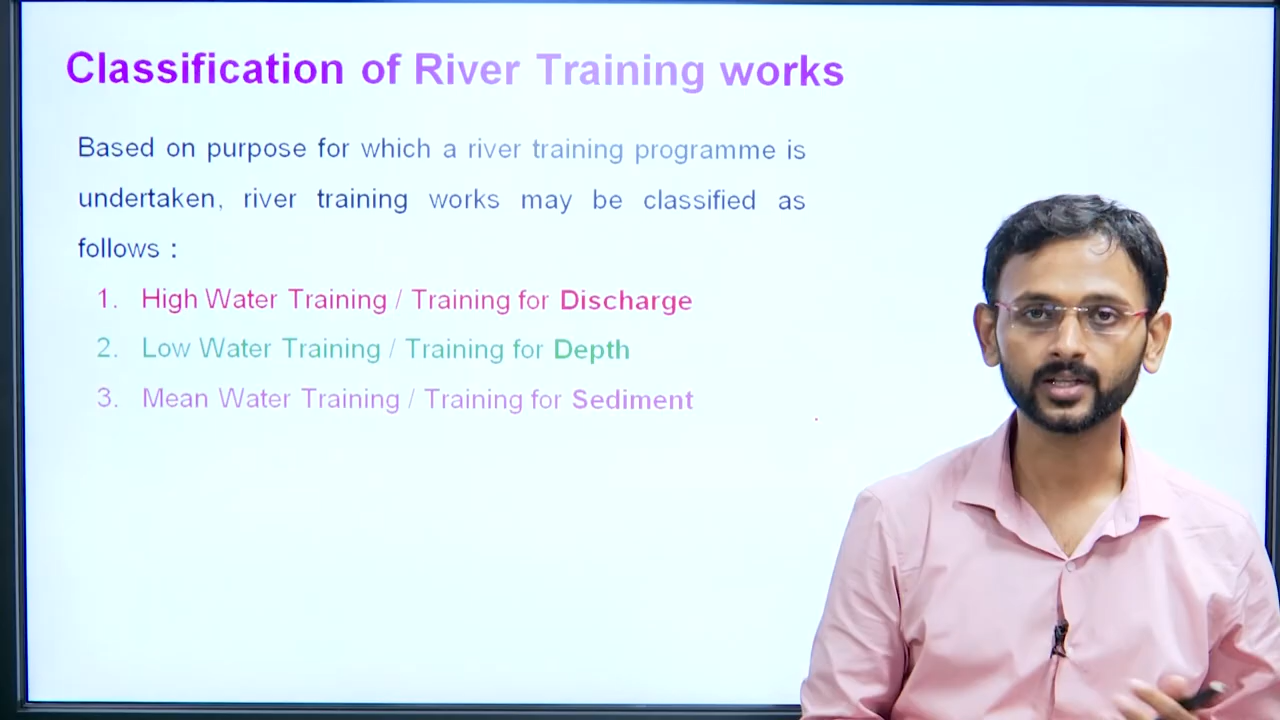 Classification of River Training works
Based on purpose for which a river training programme is
undertaken, river training works may be classified as
follows :
1. High Water Training / Training for Discharge
2. Low Water Training / Training for Depth
3. Mean Water Training / Training for Sediment